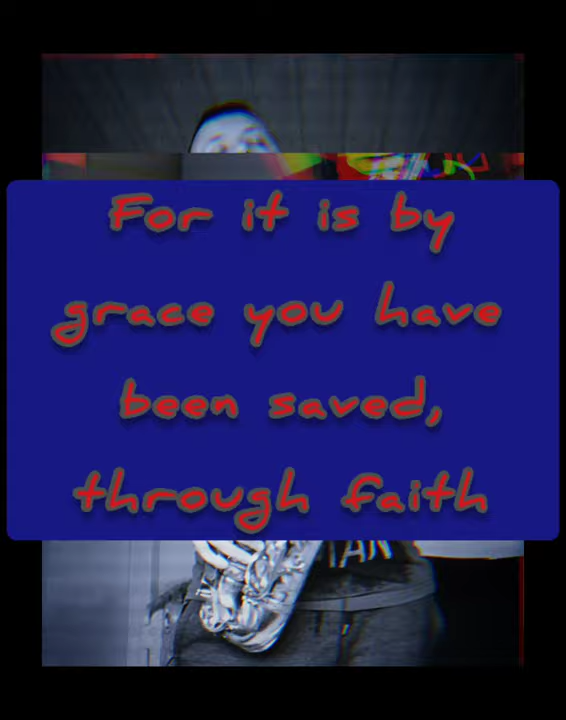 For it is by
grace you have
been saved,
through faith